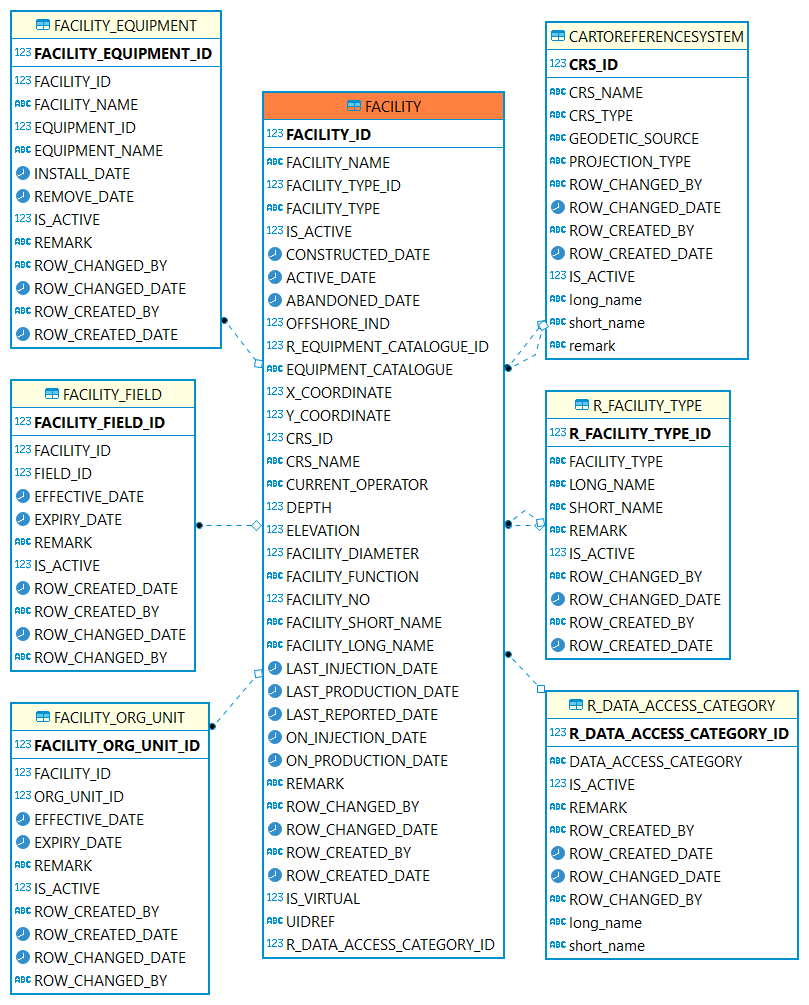 FACILITY_EQUIPMENT
123 FACILITY_EQUIPMENT_ID
123 FACILITY_ID
ABC FACILITY_NAME
123 EQUIPMENT_ID
ABC EQUIPMENT_NAME
INSTALL_DATE
REMOVE_DATE
123 IS_ACTIVE
ABC REMARK
ABC ROW_CHANGED_BY
ROW_CHANGED_DATE
ABC ROW_CREATED_BY
ROW_CREATED_DATE
FACILITY_FIELD
123 FACILITY_FIELD_ID
123 FACILITY_ID
123 FIELD_ID
EFFECTIVE_DATE
EXPIRY_DATE
ABC REMARK
123 IS_ACTIVE
ROW_CREATED_DATE
ABC ROW_CREATED_BY
ROW_CHANGED_DATE
ABC ROW_CHANGED_BY
FACILITY_ORG_UNIT
123 FACILITY_ORG_UNIT_ID
123 FACILITY_ID
123 ORG_UNIT_ID
EFFECTIVE_DATE
EXPIRY_DATE
ABC REMARK
123 IS_ACTIVE
ABC ROW_CREATED_BY
ROW_CREATED_DATE
ROW_CHANGED_DATE
ABC ROW_CHANGED_BY
FACILITY
123 FACILITY_ID
ABC FACILITY_NAME
123 FACILITY_TYPE_ID
ABC FACILITY_TYPE
123 IS_ACTIVE
CONSTRUCTED_DATE
ACTIVE_DATE
ABANDONED_DATE
123 OFFSHORE_IND
123 R_EQUIPMENT_CATALOGUE_ID
ABC EQUIPMENT_CATALOGUE
123 X_COORDINATE
123 Y_COORDINATE
123 CRS_ID
ABC CRS_NAME
ABC CURRENT_OPERATOR
123 DEPTH
123 ELEVATION
123 FACILITY_DIAMETER
ABC FACILITY_FUNCTION
123 FACILITY_NO
ABC FACILITY_SHORT_NAME
ABC FACILITY_LONG_NAME
LAST_INJECTION_DATE
LAST_PRODUCTION_DATE
LAST_REPORTED_DATE
ON_INJECTION_DATE
ON_PRODUCTION_DATE
ABC REMARK
ABC ROW_CHANGED_BY
ROW_CHANGED_DATE
ABC ROW_CREATED_BY
ROW_CREATED_DATE
123 IS_VIRTUAL
ABC UIDREF
123 R_DATA_ACCESS_CATEGORY_ID
CARTOREFERENCESYSTEM
123 CRS_ID
ABC CRS_NAME
ABC CRS_TYPE
ABC GEODETIC_SOURCE
ABC PROJECTION_TYPE
ABC ROW_CHANGED_BY
ROW_CHANGED_DATE
ABC ROW_CREATED_BY
ROW_CREATED_DATE
123 IS_ACTIVE
ABC long_name
ABC short_name
ABC remark
R_FACILITY_TYPE
123 R_FACILITY_TYPE_ID
ABC FACILITY_TYPE
ABC LONG_NAME
ABC SHORT_NAME
ABC REMARK
123 IS_ACTIVE
ABC ROW_CHANGED_BY
ROW_CHANGED_DATE
ABC ROW_CREATED_BY
ROW_CREATED_DATE
R_DATA_ACCESS_CATEGORY
123 R_DATA_ACCESS_CATEGORY_ID
ABC DATA_ACCESS_CATEGORY
123 IS_ACTIVE
ABC REMARK
ABC ROW_CREATED_BY
ROW_CREATED_DATE
ROW_CHANGED_DATE
ABC ROW_CHANGED_BY
ABC long_name
ABC short_name